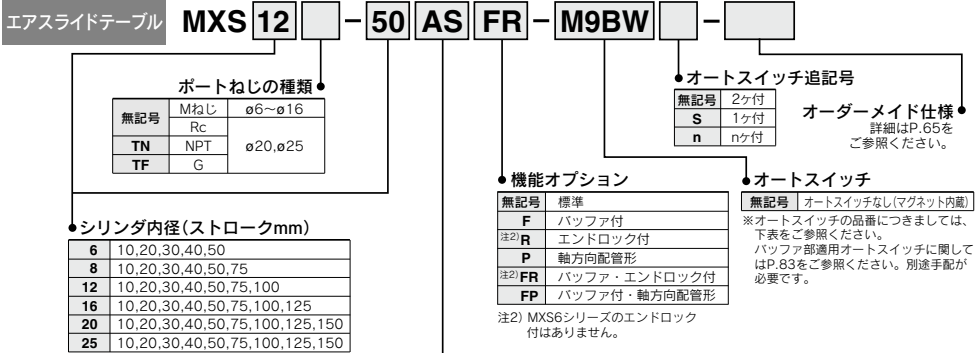 エアスライドテーブル MXS 12 - 50 AS FR - M9BW -
ポートねじの種類
無記号 Mねじ ø6～ø16
Rc ø20,ø25
TN NPT
TF G
シリンダ内径(ストロークmm)
6 10,20,30,40,50
8 10,20,30,40,50,75
12 10,20,30,40,50,75,100
16 10,20,30,40,50,75,100,125
20 10,20,30,40,50,75,100,125,150
25 10,20,30,40,50,75,100,125,150
機能オプション
無記号 標準
F バッファ付
注2)R エンドロック付
P 軸方向配管形
注2)FR バッファ・エンドロック付
FP バッファ付・軸方向配管形
注2) MXS6シリーズのエンドロック
付はありません。
オートスイッチ追記号
無記号 2ケ付
S 1ケ付
n nケ付
オーダーメイド仕様
詳細はP.65を
ご参照ください。
オートスイッチ
無記号 オートスイッチなし(マグネット内蔵)
※オートスイッチの品番につきましては、
下表をご参照ください。
バッファ部適用オートスイッチに関して
はP.83をご参照ください。別途手配が
必要です。